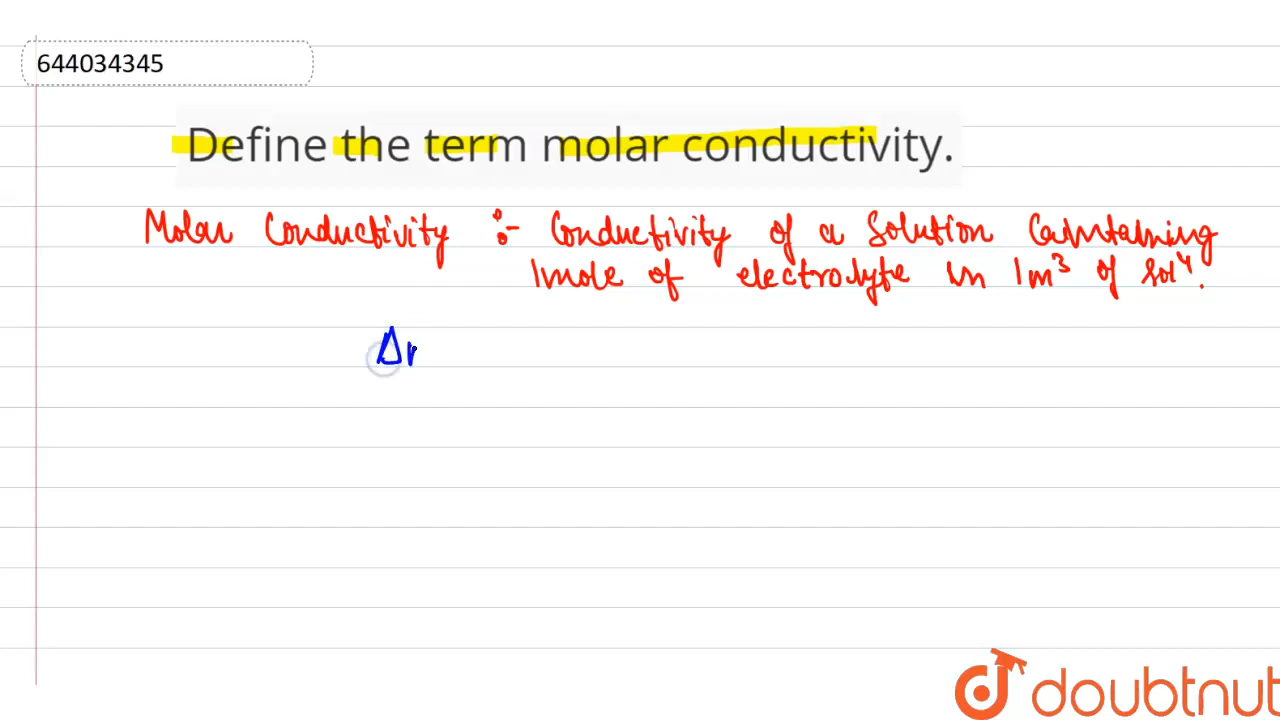 644034345
Define the term molar conductivity.
Molar Conductivity :- Conductivity of a Solution Containing
1mole of electrolyte in 1m³ of solⁿ.
Δ
doubtnut